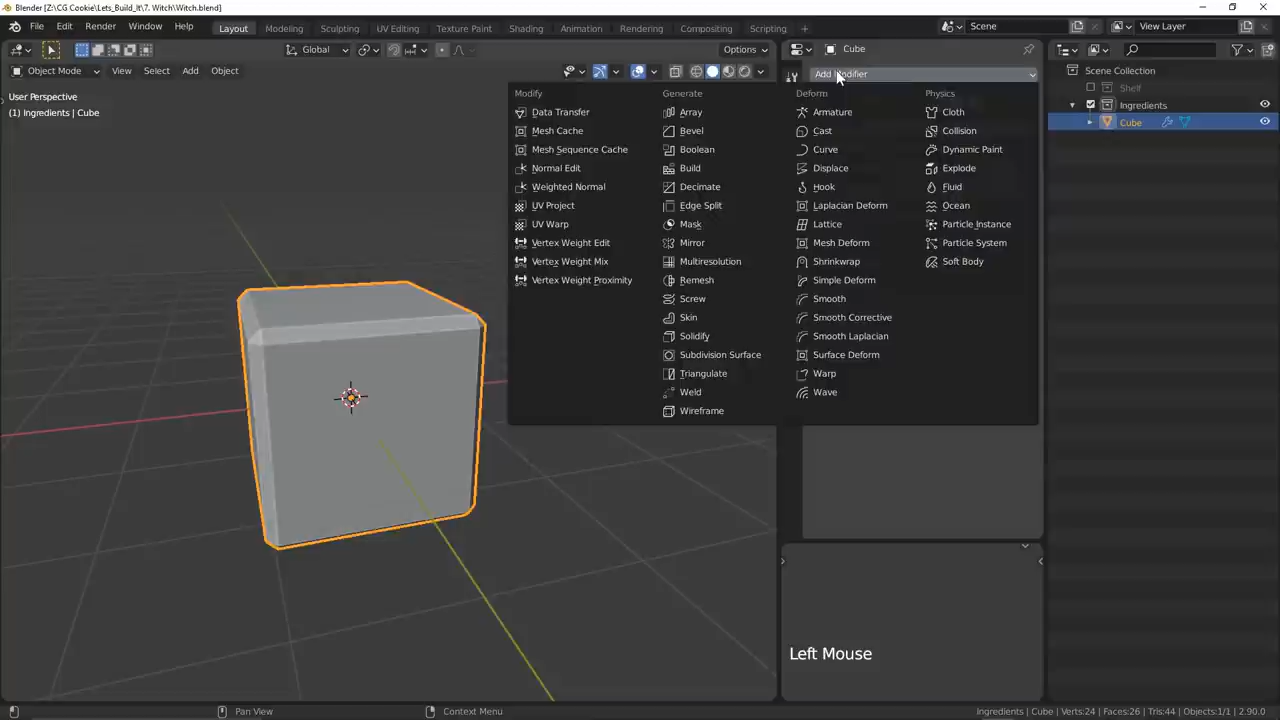 Blender [Z:\CG Cookie\Lets_Build_It\7. Witch\Witch.blend]
File Edit Render Window Help Layout Modeling Sculpting UV Editing Texture Paint Shading Animation Rendering Compositing Scripting + Scene View Layer
Global Options Cube
Object Mode View Select Add Object Add Modifier Scene Collection
User Perspective
(1) Ingredients | Cube
Shelf
Ingredients
Cube
Modify
Data Transfer
Mesh Cache
Mesh Sequence Cache
Normal Edit
Weighted Normal
UV Project
UV Warp
Vertex Weight Edit
Vertex Weight Mix
Vertex Weight Proximity
Generate
Array
Bevel
Boolean
Build
Decimate
Edge Split
Mask
Mirror
Multiresolution
Remesh
Screw
Skin
Solidify
Subdivision Surface
Triangulate
Weld
Wireframe
Deform
Armature
Cast
Curve
Displace
Hook
Laplacian Deform
Lattice
Mesh Deform
Shrinkwrap
Simple Deform
Smooth
Smooth Corrective
Smooth Laplacian
Surface Deform
Warp
Wave
Physics
Cloth
Collision
Dynamic Paint
Explode
Fluid
Ocean
Particle Instance
Particle System
Soft Body
Left Mouse
Pan View Context Menu Ingredients | Cube | Verts:24 | Faces:26 | Tris:44 | Objects:1/1 | 2.90.0